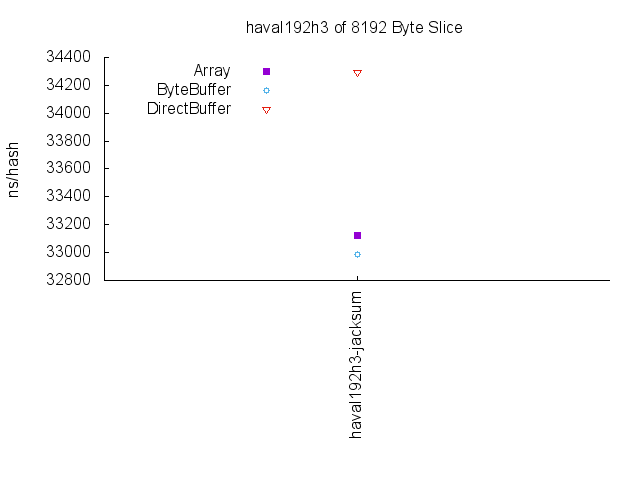 haval192h3 of 8192 Byte Slice
34400
34200
34000
33800
33600
33400
33200
33000
32800
ns/hash
Array
ByteBuffer
DirectBuffer
haval192h3-jacksum